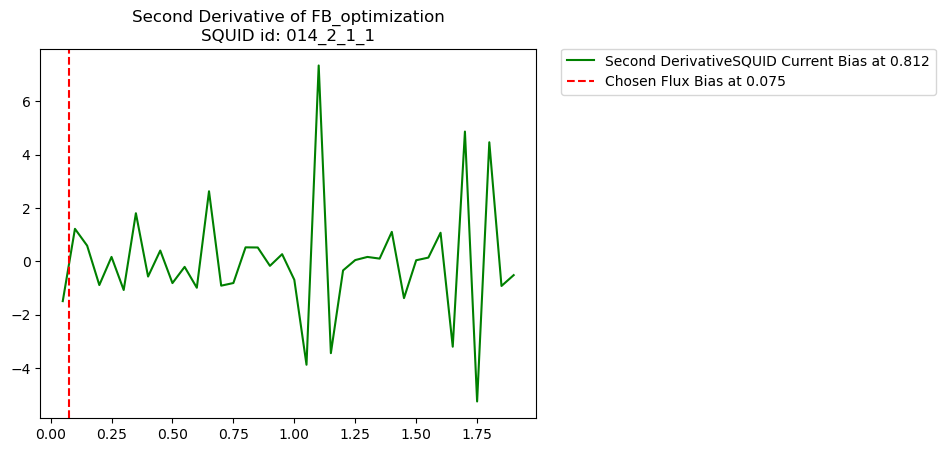 Second Derivative of FB_optimization
SQUID id: 014_2_1_1
Second DerivativeSQUID Current Bias at 0.812
Chosen Flux Bias at 0.075
6
4
2
0
−2
−4
0.00 0.25 0.50 0.75 1.00 1.25 1.50 1.75